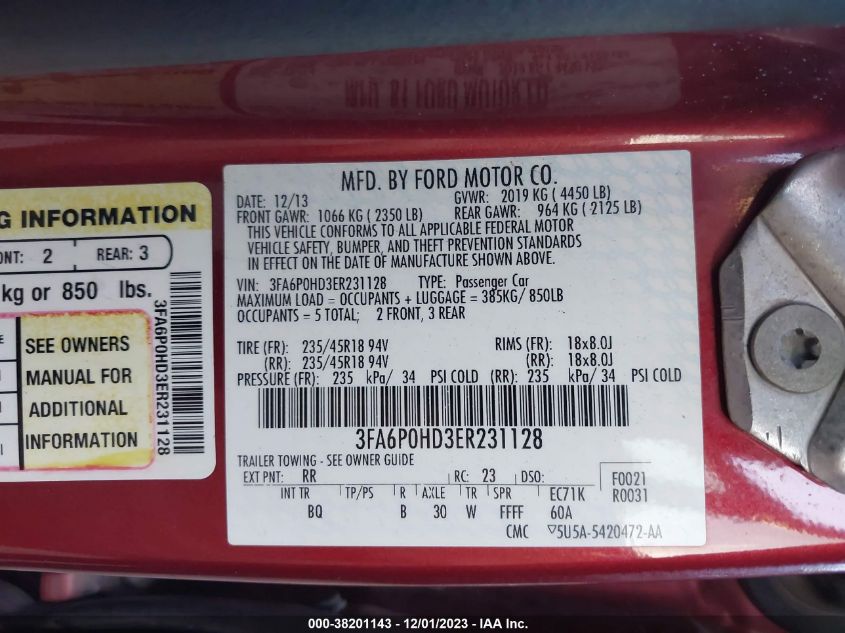 MFD. BY FORD MOTOR CO.
DATE: 12/13 GVWR: 2019 KG ( 4450 LB)
FRONT GAWR: 1066 KG ( 2350 LB) REAR GAWR: 964 KG ( 2125 LB)
THIS VEHICLE CONFORMS TO ALL APPLICABLE FEDERAL MOTOR
VEHICLE SAFETY, BUMPER, AND THEFT PREVENTION STANDARDS
IN EFFECT ON THE DATE OF MANUFACTURE SHOWN ABOVE.
VIN: 3FA6P0HD3ER231128 TYPE: Passenger Car
MAXIMUM LOAD = OCCUPANTS + LUGGAGE = 385KG/ 850LB
OCCUPANTS = 5 TOTAL; 2 FRONT, 3 REAR
TIRE (FR): 235/45R18 94V RIMS (FR): 18x8.0J
(RR): 235/45R18 94V (RR): 18x8.0J
PRESSURE (FR): 235 kPa/ 34 PSI COLD (RR): 235 kPa/ 34 PSI COLD
3FA6P0HD3ER231128
TRAILER TOWING - SEE OWNER GUIDE
EXT PNT: RR RC: 23 DSO: F0021
R0031
INT TR TP/PS R AXLE TR SPR EC71K
BQ B 30 W FFFF 60A
CMC ▽5U5A-5420472-AA
G INFORMATION
NT: 2 REAR: 3
kg or 850 lbs.
SEE OWNERS
MANUAL FOR
ADDITIONAL
INFORMATION
3FA6P0HD3ER231128
000-38201143 - 12/01/2023 - IAA Inc.